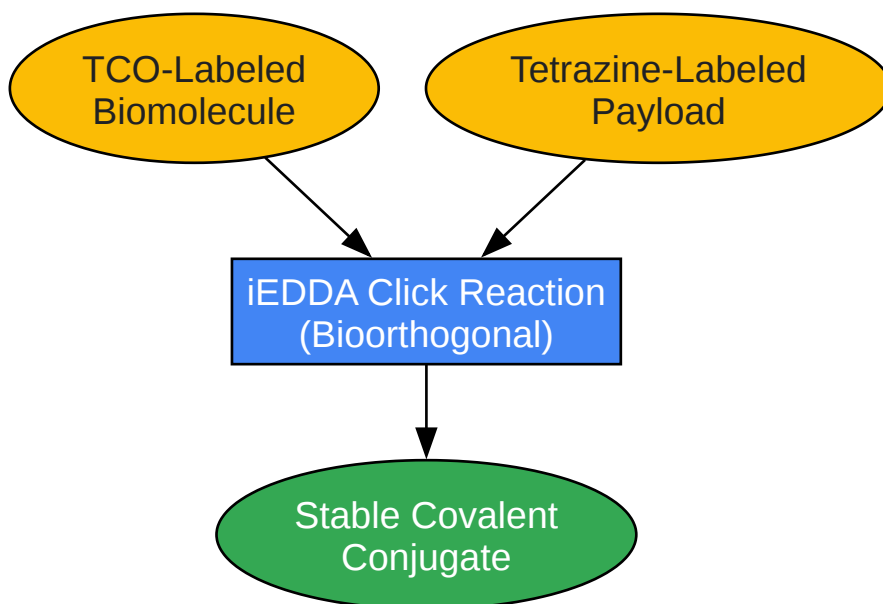 TCO-Labeled
Biomolecule
Tetrazine-Labeled
Payload
iEDDA Click Reaction
(Bioorthogonal)
Stable Covalent
Conjugate